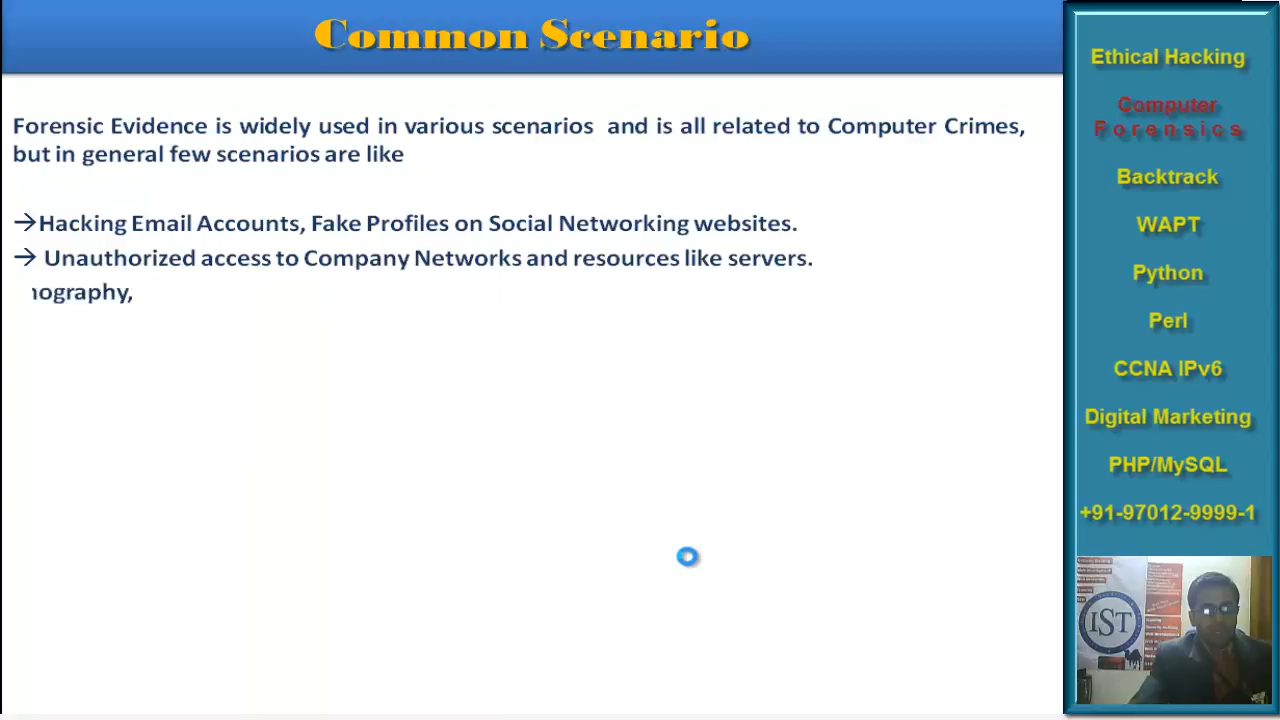 Common Scenario
Forensic Evidence is widely used in various scenarios and is all related to Computer Crimes,
but in general few scenarios are like
→Hacking Email Accounts, Fake Profiles on Social Networking websites.
→ Unauthorized access to Company Networks and resources like servers.
nography,
Ethical Hacking
Computer
Forensics
Backtrack
WAPT
Python
Perl
CCNA IPv6
Digital Marketing
PHP/MySQL
+91-97012-9999-1
IST